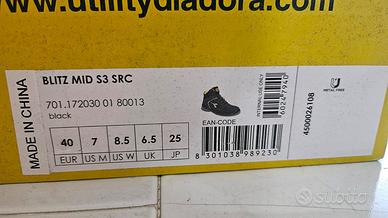 www.utilitydiadora.com
MADE IN CHINA
BLITZ MID S3 SRC
701.172030 01 80013
black
40 7 8.5 6.5 25
EUR US M US W UK JP
EAN-CODE
8 301038 989230
INTERNAL USE ONLY
60247940
METAL FREE
4500026108
subito